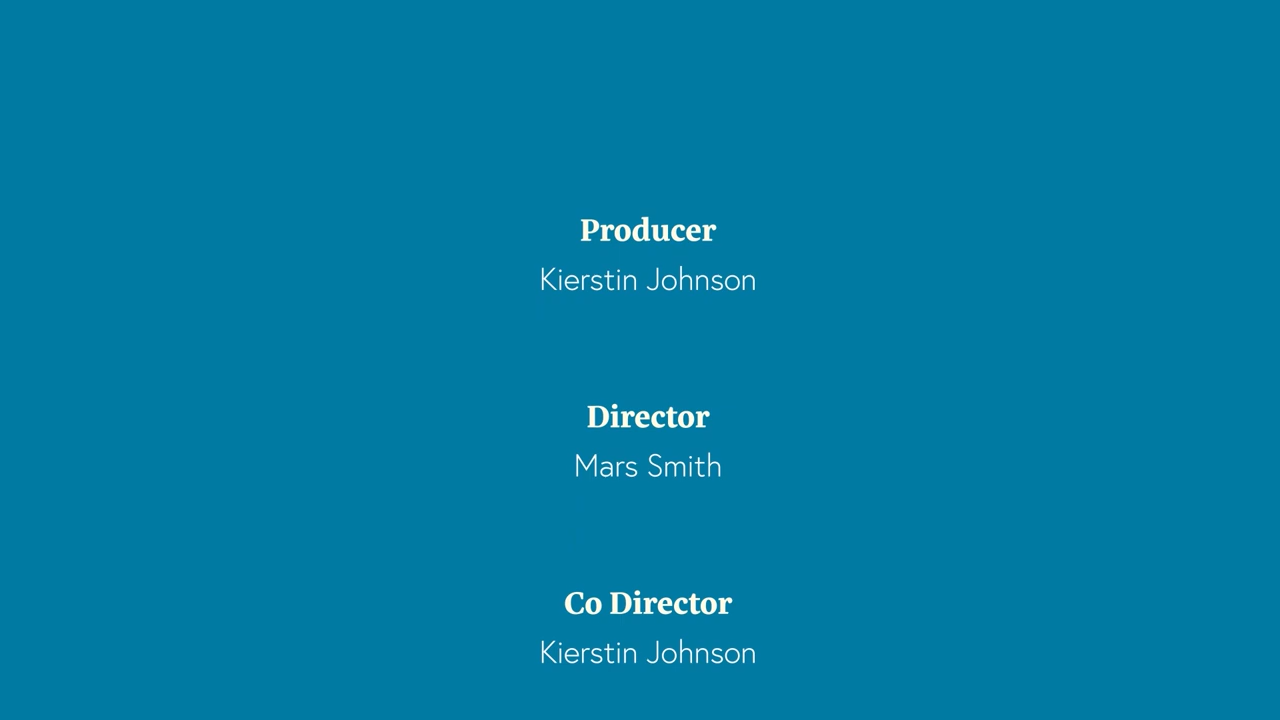 Producer
Kierstin Johnson
Director
Mars Smith
Co Director
Kierstin Johnson